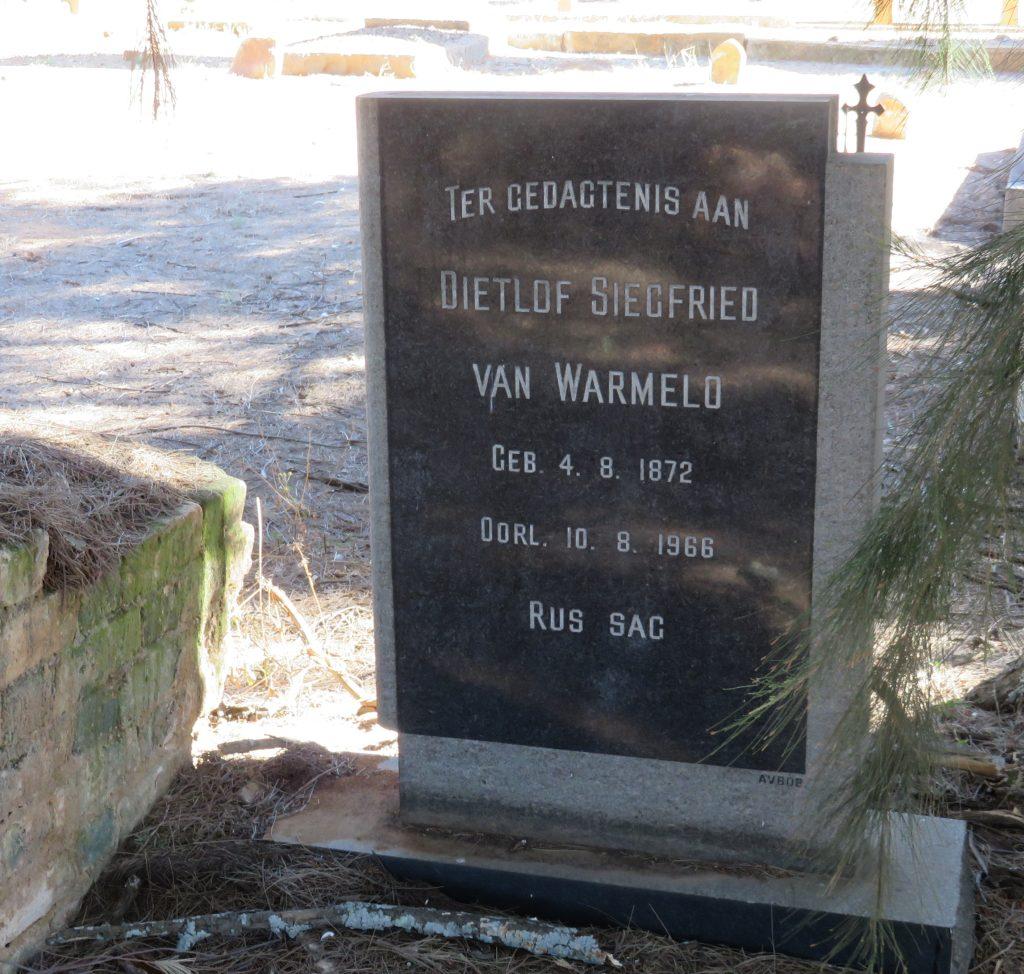 TER GEDAGTENIS AAN
DIETLOF SIEGFRIED
VAN WARMELO
GEB. 4. 8. 1872
OORL. 10. 8. 1966
RUS SAG
AVBOB